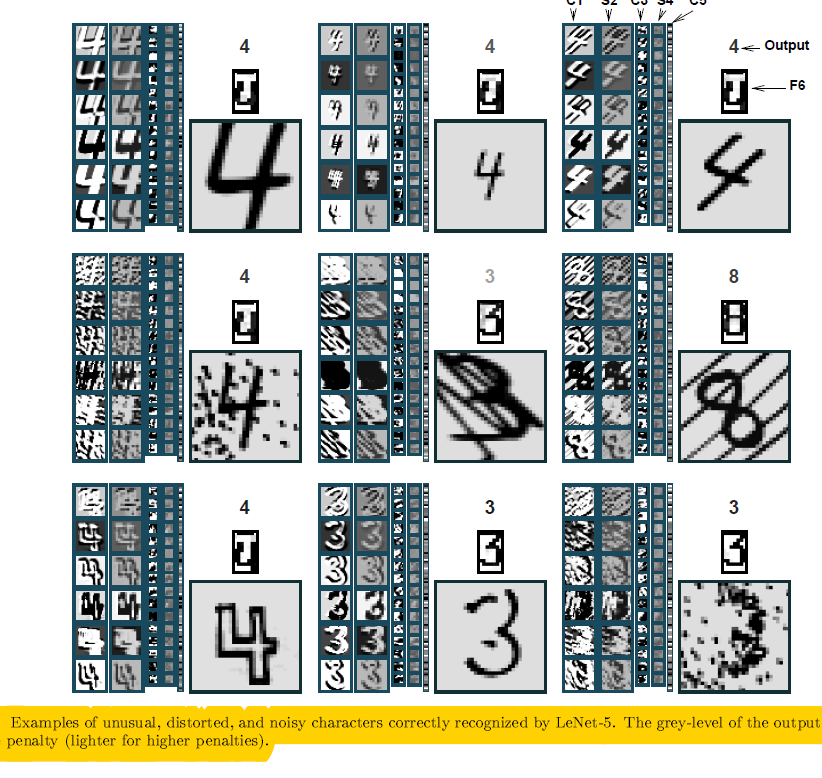 C1 S2 C3 S4 C5
4 4 4 Output
F6
4 3 8
4 3 3
Examples of unusual, distorted, and noisy characters correctly recognized by LeNet-5. The grey-level of the output
penalty (lighter for higher penalties).